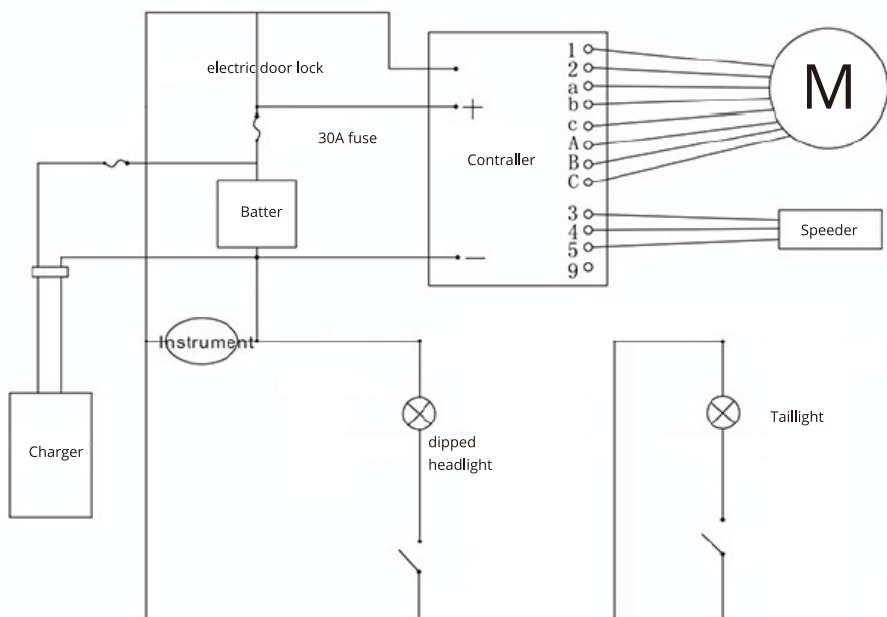 electric door lock
30A fuse
+
Contraller
Batter
−
1
2
a
b
c
A
B
C
3
4
5
9
M
Speeder
Instrument
Charger
dipped
headlight
Taillight